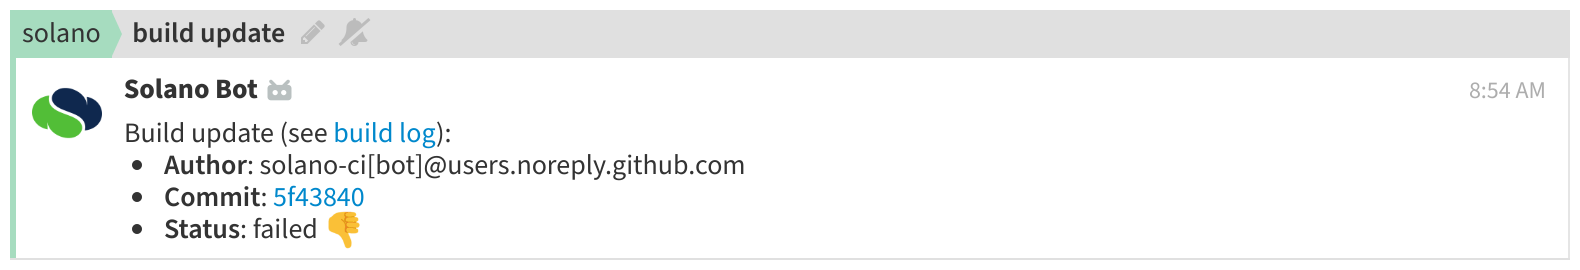 solano build update
Solano Bot 8:54 AM
Build update (see build log):
• Author: solano-ci[bot]@users.noreply.github.com
• Commit: 5f43840
• Status: failed 👎